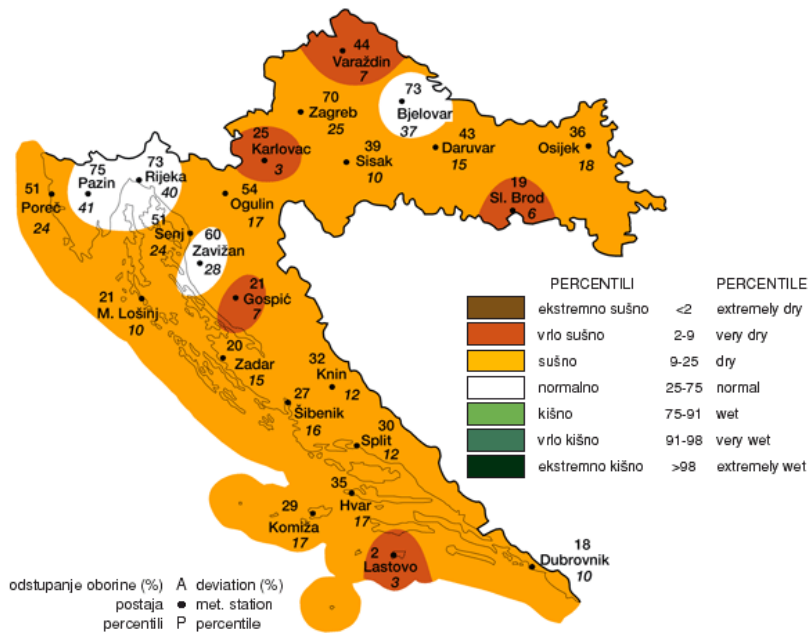 44
Varaždin
7
73
Bjelovar
37
70
Zagreb
25
25
Karlovac
3
39
Sisak
10
43
Daruvar
15
36
Osijek
18
19
Sl. Brod
6
75
Pazin
41
73
Rijeka
40
51
Poreč
24
54
Ogulin
17
51
Senj
24
60
Zavižan
28
21
Gospić
7
21
M. Lošinj
10
20
Zadar
15
32
Knin
12
27
Šibenik
16
30
Split
12
35
Hvar
17
29
Komiža
17
2
Lastovo
3
18
Dubrovnik
10
PERCENTILI PERCENTILE
ekstremno sušno <2 extremely dry
vrlo sušno 2-9 very dry
sušno 9-25 dry
normalno 25-75 normal
kišno 75-91 wet
vrlo kišno 91-98 very wet
ekstremno kišno >98 extremely wet
odstupanje oborine (%) A deviation (%)
postaja ● met. station
percentili P percentile